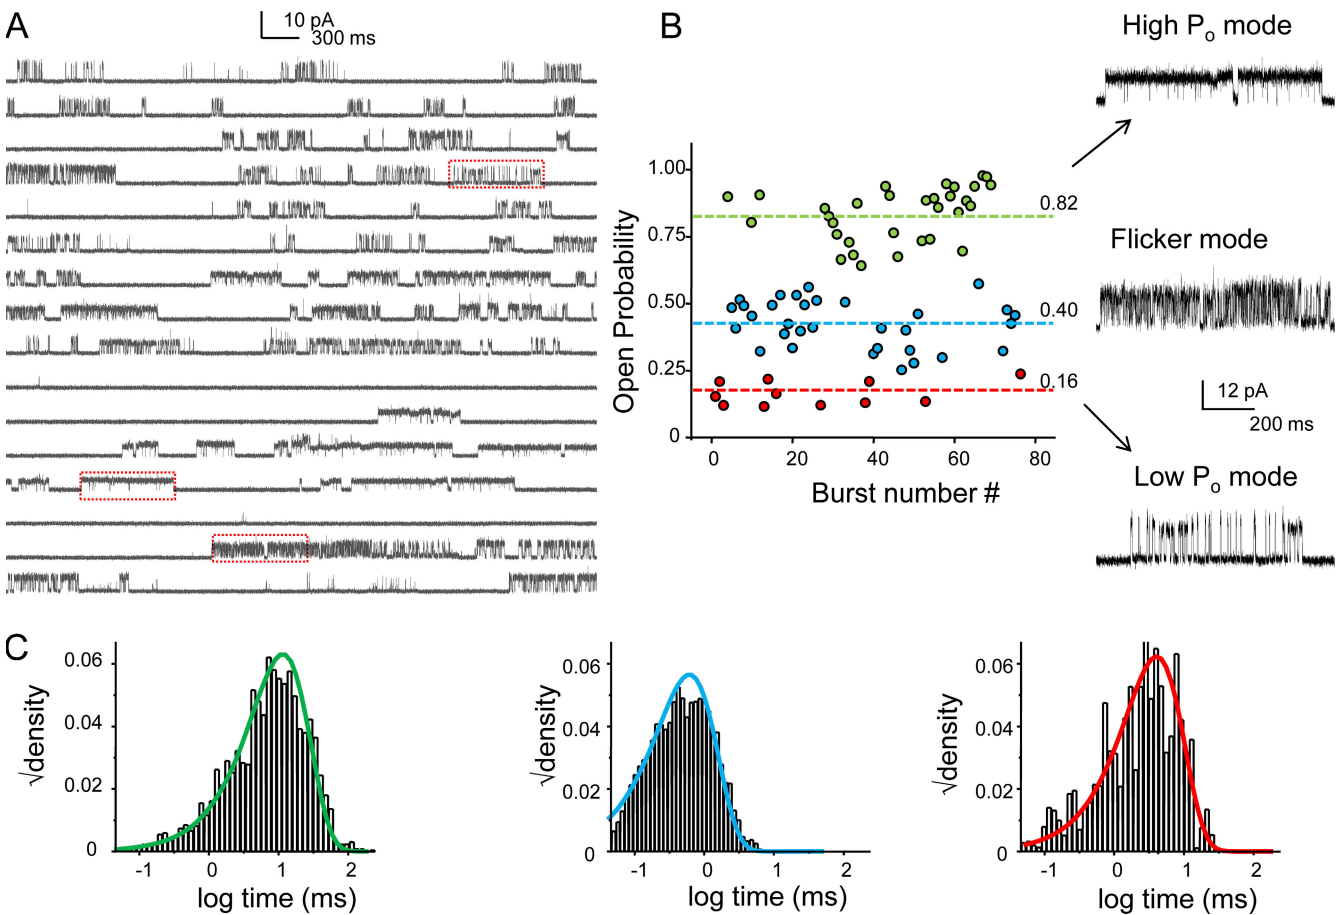 A
10 pA
300 ms
B
High Po mode
1.00
0.75
0.50
0.25
0
Open Probability
0.82
0.40
0.16
0 20 40 60 80
Burst number #
Flicker mode
12 pA
200 ms
Low Po mode
C
0.06
0.04
0.02
0
√density
-1 0 1 2
log time (ms)
0.06
0.04
0.02
0
√density
-1 0 1 2
log time (ms)
0.06
0.04
0.02
0
√density
-1 0 1 2
log time (ms)